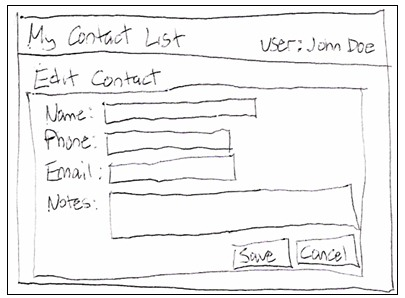 My Contact List
User: John Doe
Edit Contact
Name:
Phone:
Email:
Notes:
Save
Cancel